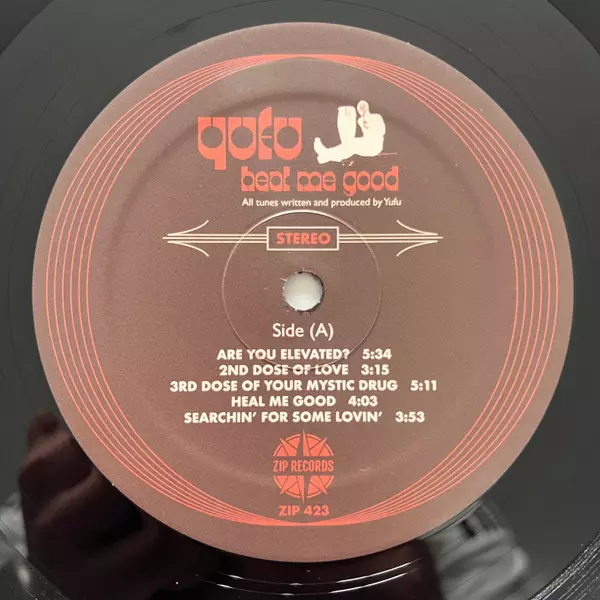 yufu
heal me good
All tunes written and produced by Yufu
STEREO
Side (A)
ARE YOU ELEVATED? 5:34
2ND DOSE OF LOVE 3:15
3RD DOSE OF YOUR MYSTIC DRUG 5:11
HEAL ME GOOD 4:03
SEARCHIN' FOR SOME LOVIN' 3:53
ZIP RECORDS
ZIP 423